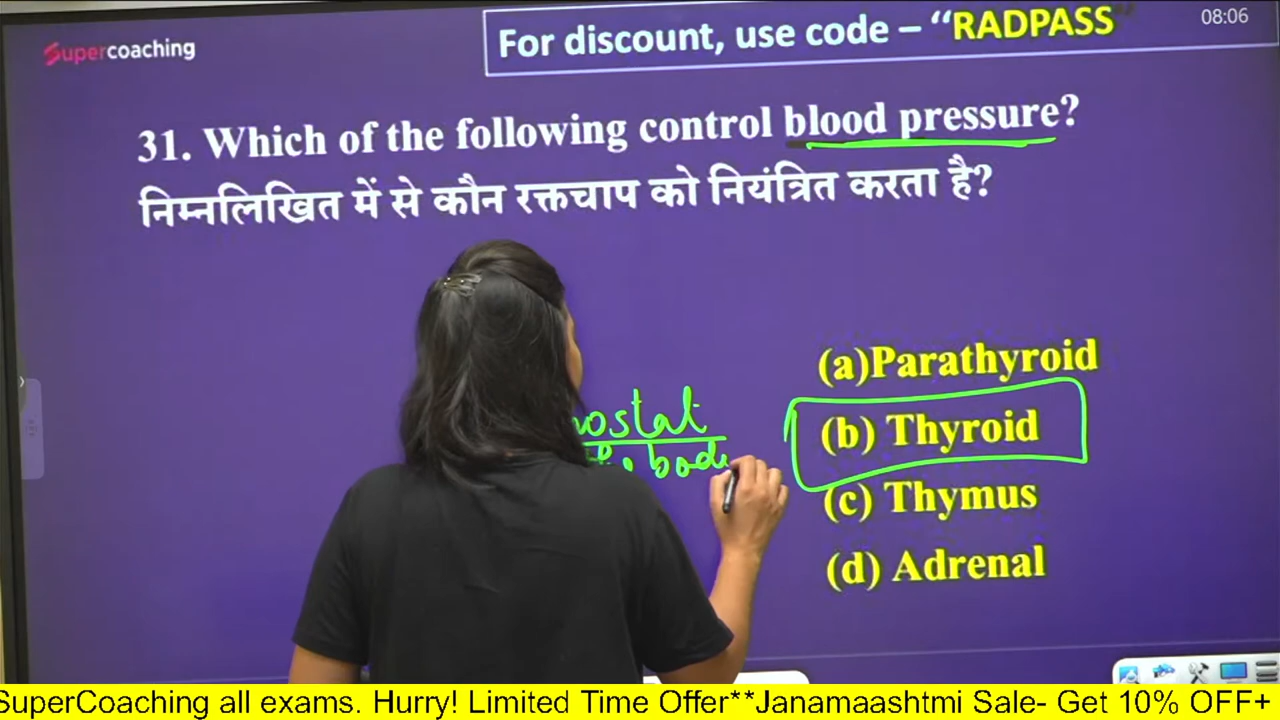 Supercoaching
For discount, use code – “RADPASS”
08:06
31. Which of the following control blood pressure?
निम्नलिखित में से कौन रक्तचाप को नियंत्रित करता है?
(a)Parathyroid
(b) Thyroid
(c) Thymus
(d) Adrenal
SuperCoaching all exams. Hurry! Limited Time Offer**Janamaashtmi Sale- Get 10% OFF+